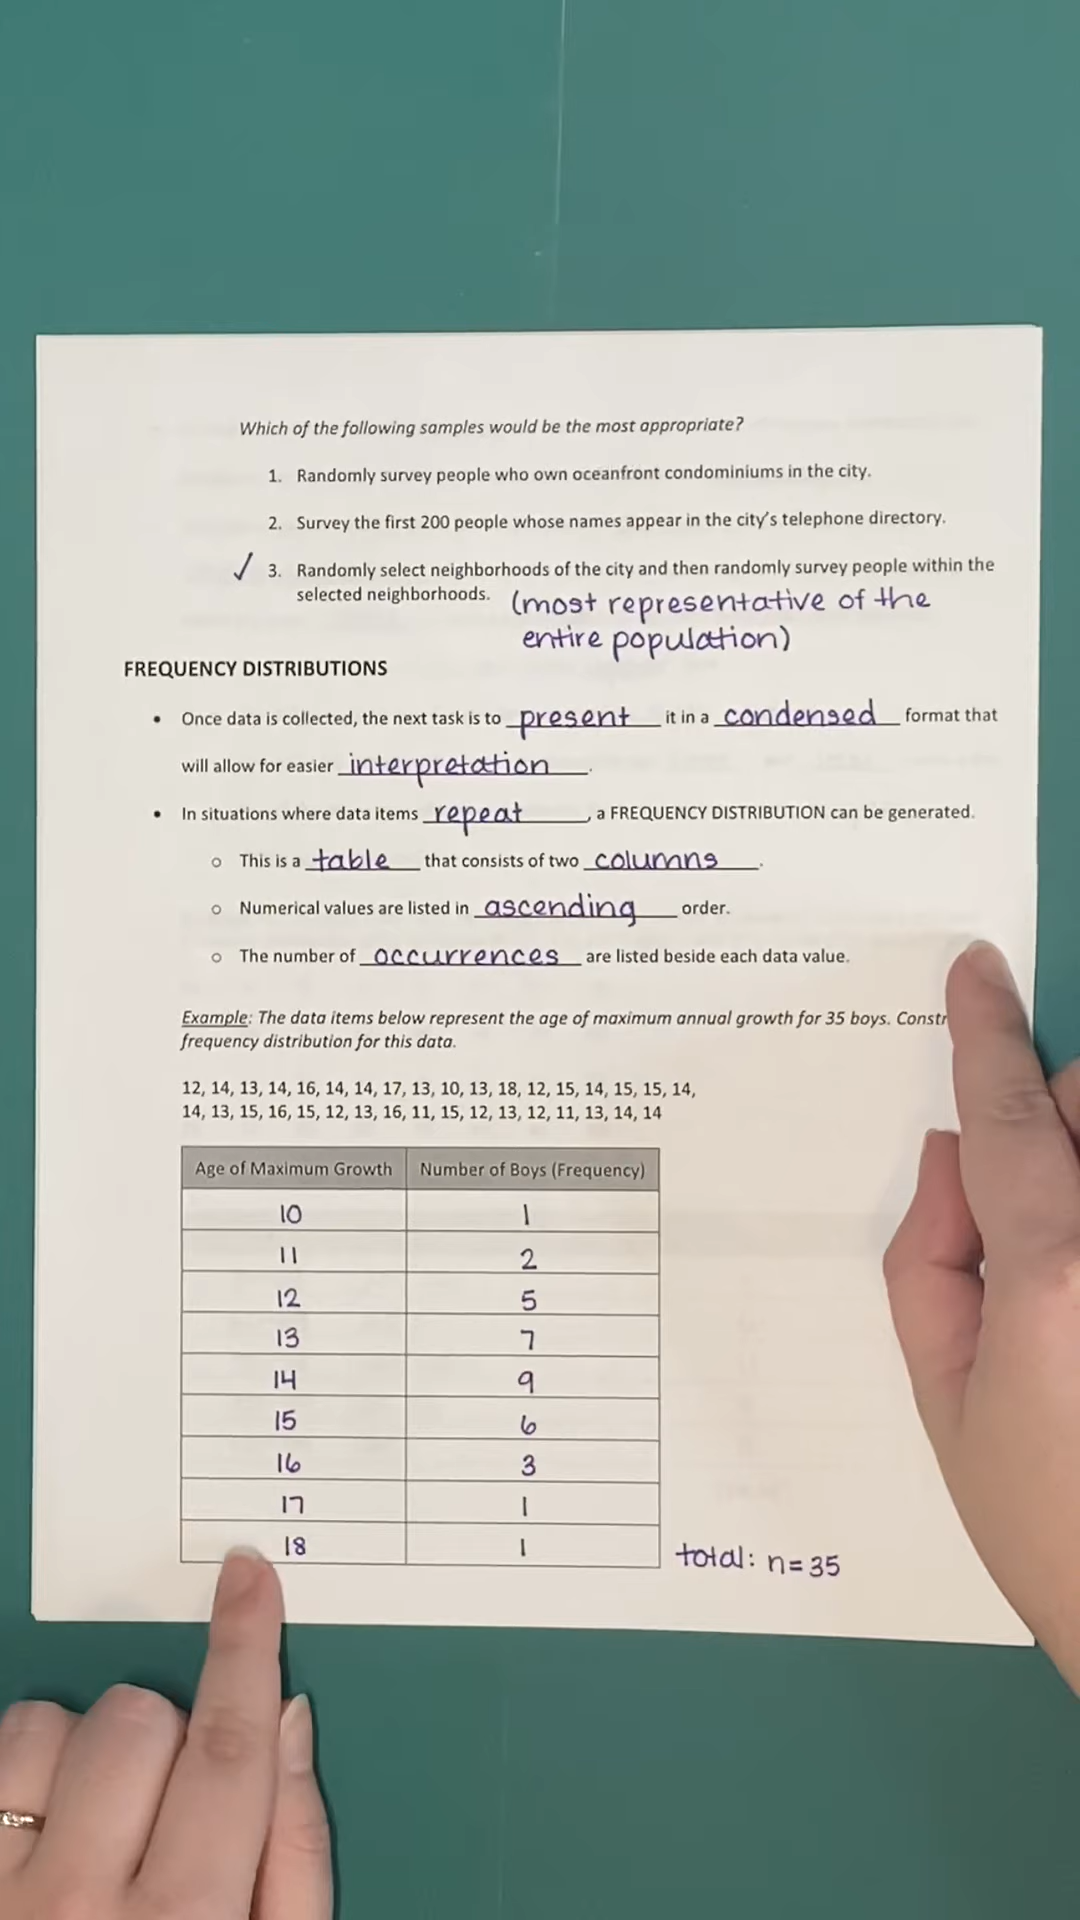 Which of the following samples would be the most appropriate?
1. Randomly survey people who own oceanfront condominiums in the city.
2. Survey the first 200 people whose names appear in the city's telephone directory.
✓ 3. Randomly select neighborhoods of the city and then randomly survey people within the
selected neighborhoods. (most representative of the
entire population)
FREQUENCY DISTRIBUTIONS
• Once data is collected, the next task is to present it in a condensed format that
will allow for easier interpretation.
• In situations where data items repeat, a FREQUENCY DISTRIBUTION can be generated.
o This is a table that consists of two columns.
o Numerical values are listed in ascending order.
o The number of occurrences are listed beside each data value.
Example: The data items below represent the age of maximum annual growth for 35 boys. Constr
frequency distribution for this data.
12, 14, 13, 14, 16, 14, 14, 17, 13, 10, 13, 18, 12, 15, 14, 15, 15, 14,
14, 13, 15, 16, 15, 12, 13, 16, 11, 15, 12, 13, 12, 11, 13, 14, 14
Age of Maximum Growth Number of Boys (Frequency)
10 1
11 2
12 5
13 7
14 9
15 6
16 3
17 1
18 1
total: n=35